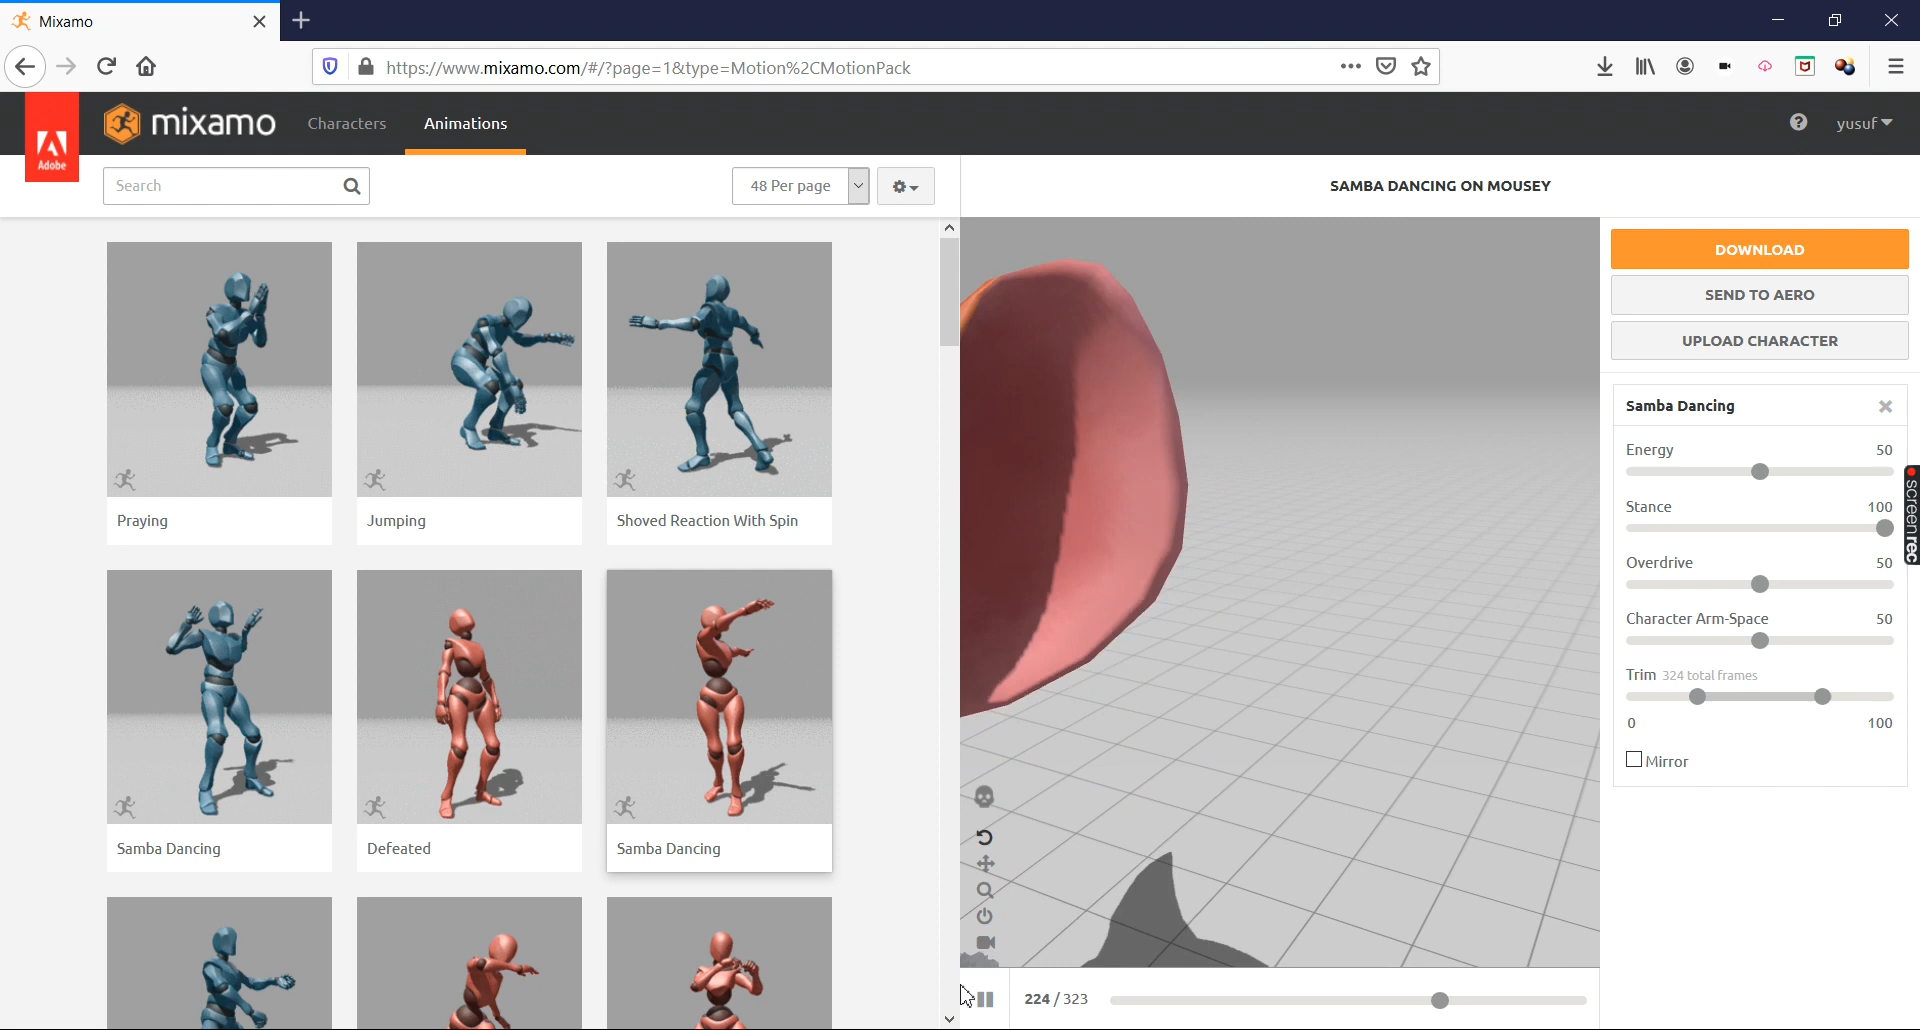 Mixamo
https://www.mixamo.com/#/?page=1&type=Motion%2CMotionPack
Adobe
mixamo
Characters
Animations
yusuf
Search
48 Per page
SAMBA DANCING ON MOUSEY
DOWNLOAD
SEND TO AERO
UPLOAD CHARACTER
Praying
Jumping
Shoved Reaction With Spin
Samba Dancing
Defeated
Samba Dancing
Samba Dancing
Energy 50
Stance 100
Overdrive 50
Character Arm-Space 50
Trim 324 total frames
0 100
Mirror
screenrec
224 / 323